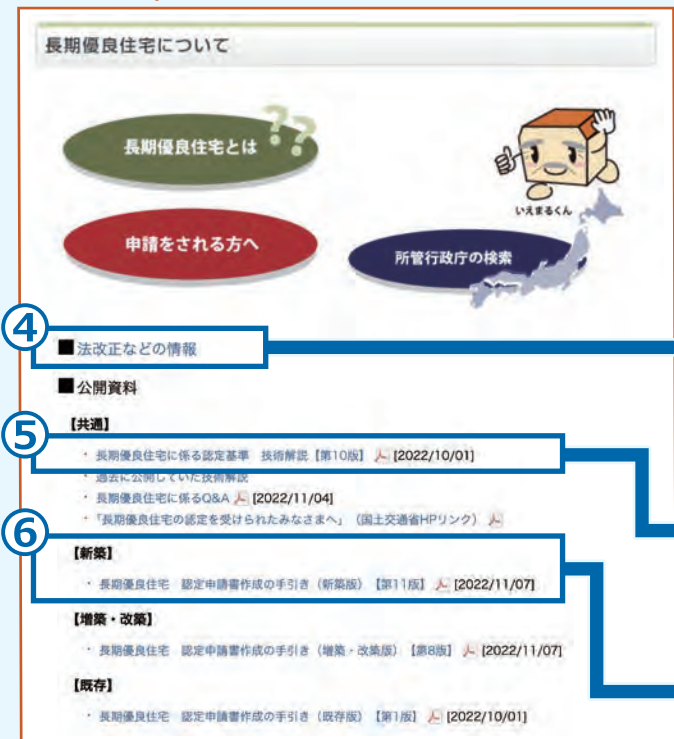 長期優良住宅について
??
長期優良住宅とは
いえまるくん
申請をされる方へ
所管行政庁の検索
④
■法改正などの情報
■公開資料
【共通】
⑤
・長期優良住宅に係る認定基準　技術解説【第10版】 [2022/10/01]
・過去に公開していた技術解説
・長期優良住宅に係るQ&A [2022/11/04]
・「長期優良住宅の認定を受けられたみなさまへ」（国土交通省HPリンク）
⑥
【新築】
・長期優良住宅　認定申請書作成の手引き（新築版）【第11版】 [2022/11/07]
【増築・改築】
・長期優良住宅　認定申請書作成の手引き（増築・改築版）【第8版】 [2022/11/07]
【既存】
・長期優良住宅　認定申請書作成の手引き（既存版）【第1版】 [2022/10/01]